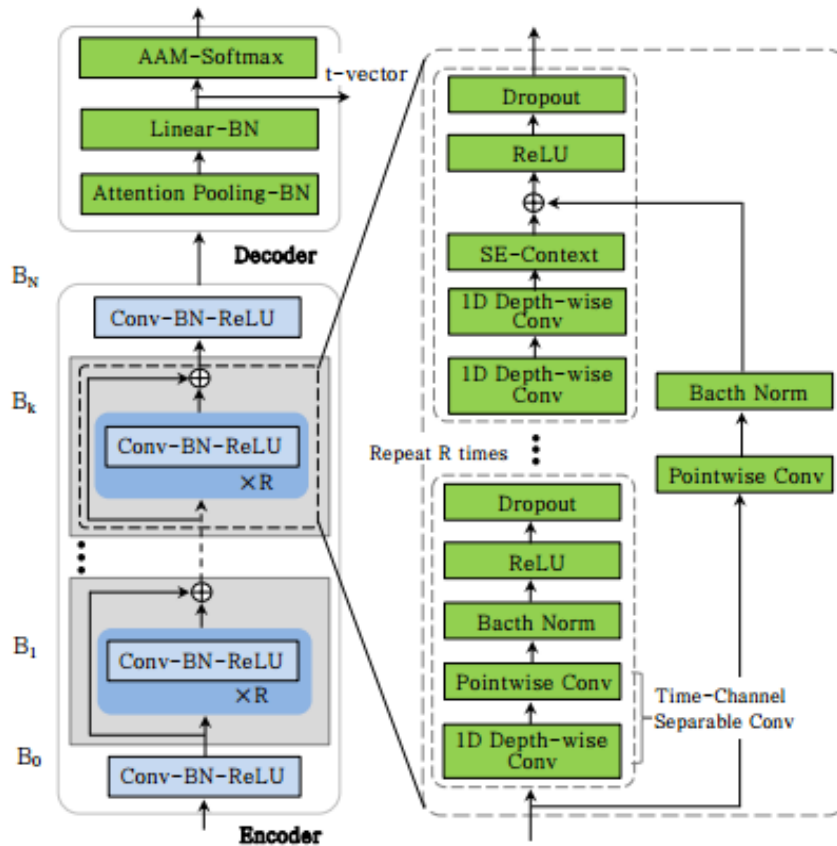 AAM-Softmax
t-vector
Linear-BN
Attention Pooling-BN
Decoder
B_N
Conv-BN-ReLU
B_k
Conv-BN-ReLU
×R
B_1
Conv-BN-ReLU
×R
B_0
Conv-BN-ReLU
Encoder
Dropout
ReLU
SE-Context
1D Depth-wise
Conv
1D Depth-wise
Conv
Bacth Norm
Pointwise Conv
Repeat R times
Dropout
ReLU
Bacth Norm
Pointwise Conv
1D Depth-wise
Conv
Time-Channel
Separable Conv